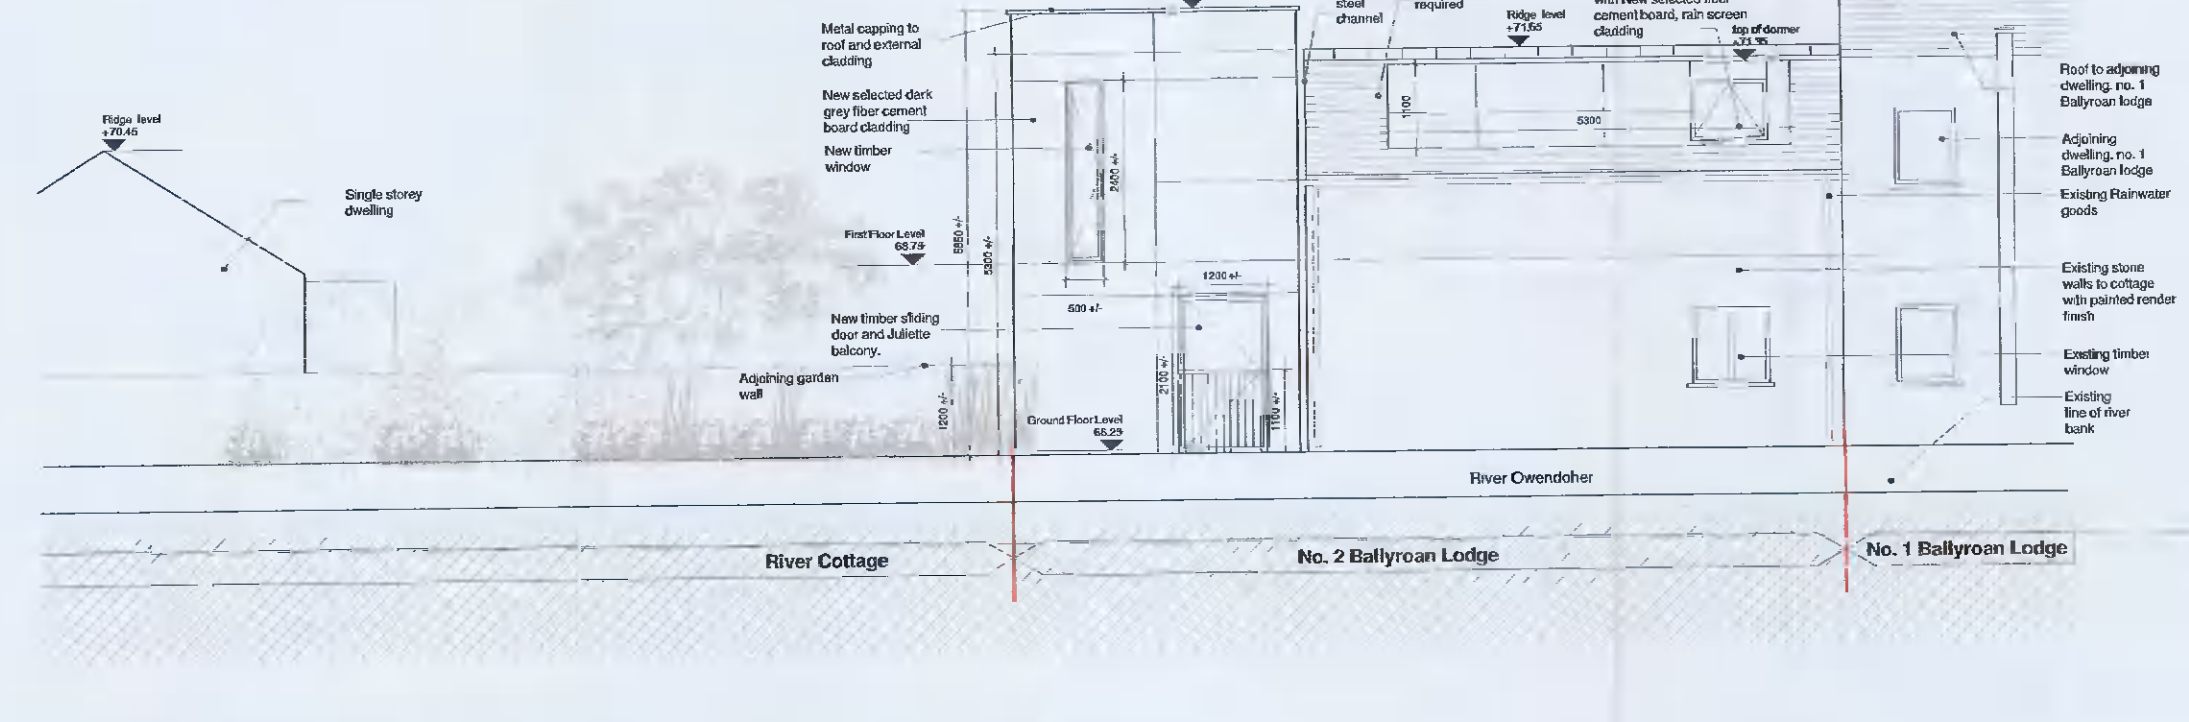 steel
channel
required
Ridge level
+71.55
cement board, rain screen
cladding
top of dormer
Metal capping to
roof and external
cladding
New selected dark
grey fiber cement
board cladding
New timber
window
Ridge level
+70.45
Single storey
dwelling
First Floor Level
68.75
5850 +/-
5300 +/-
2400 +/-
500 +/-
1200 +/-
1100
5300
Roof to adjoining
dwelling. no. 1
Ballyroan lodge
Adjoining
dwelling. no. 1
Ballyroan lodge
Existing Rainwater
goods
Existing stone
walls to cottage
with painted render
finish
Existing timber
window
Existing
line of river
bank
New timber sliding
door and Juliette
balcony.
Adjoining garden
wall
1200 +/-
2100 +/-
1100 +/-
Ground Floor Level
River Owendoher
River Cottage
No. 2 Ballyroan Lodge
No. 1 Ballyroan Lodge